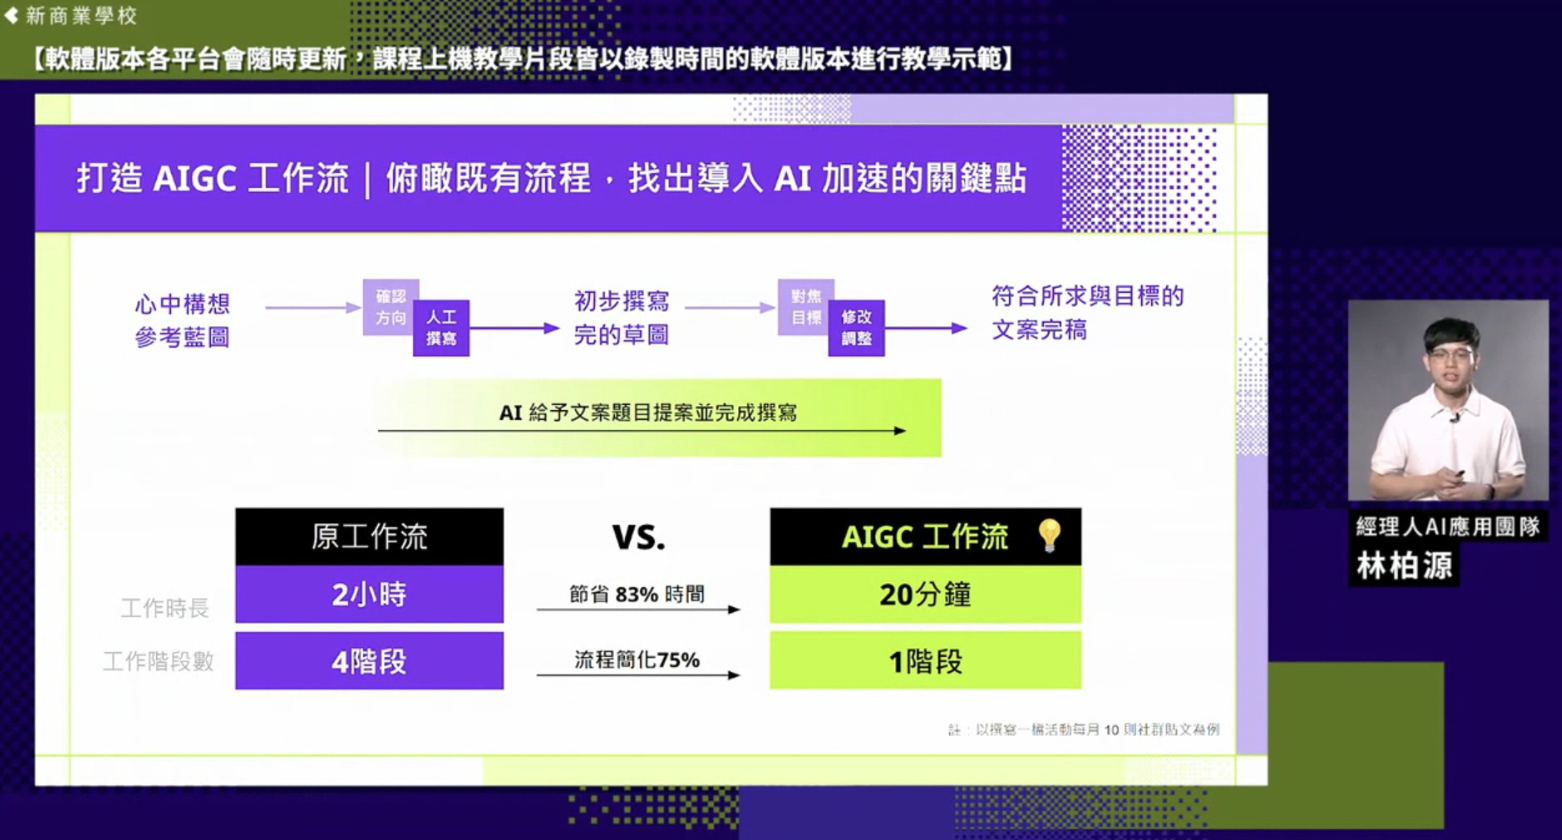 新商業學校
【軟體版本各平台會隨時更新，課程上機教學片段皆以錄製時間的軟體版本進行教學示範】
打造 AIGC 工作流｜俯瞰既有流程，找出導入 AI 加速的關鍵點
心中構想
參考藍圖
確認
方向
人工
撰寫
初步撰寫
完的草圖
對焦
目標
修改
調整
符合所求與目標的
文案完稿
AI 給予文案題目提案並完成撰寫
原工作流
VS.
AIGC 工作流
工作時長
2小時
節省 83% 時間
20分鐘
工作階段數
4階段
流程簡化75%
1階段
註：以撰寫一檔活動每月 10 則社群貼文為例
經理人AI應用團隊
林柏源